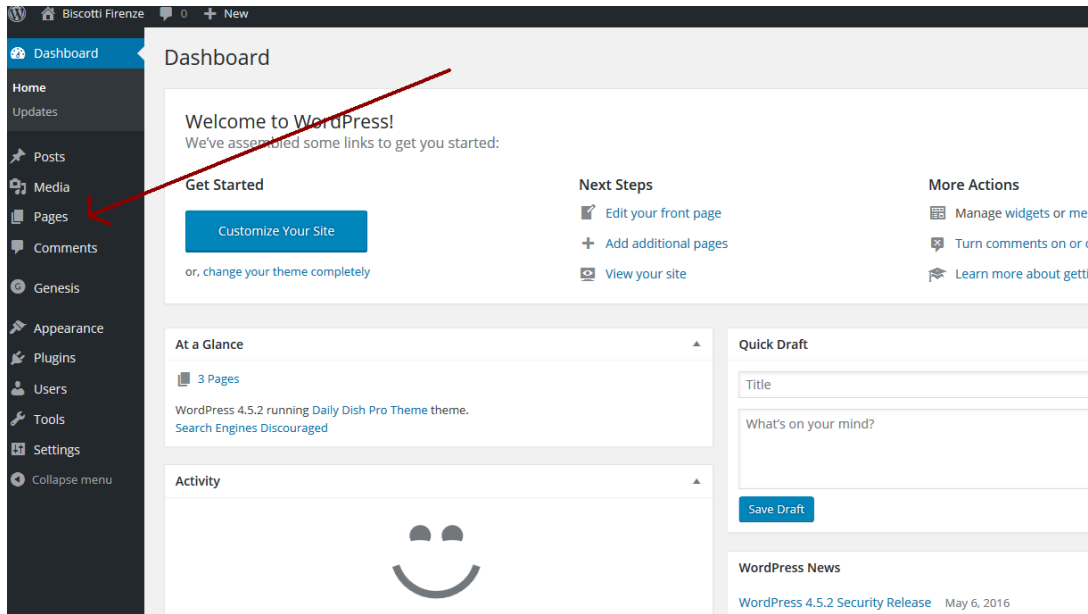 Biscotti Firenze 0 + New
Dashboard
Home
Updates
Posts
Media
Pages
Comments
Genesis
Appearance
Plugins
Users
Tools
Settings
Collapse menu
Dashboard
Welcome to WordPress!
We've assembled some links to get you started:
Get Started
Customize Your Site
or, change your theme completely
Next Steps
Edit your front page
Add additional pages
View your site
More Actions
Manage widgets or me
Turn comments on or
Learn more about getti
At a Glance
3 Pages
WordPress 4.5.2 running Daily Dish Pro Theme theme.
Search Engines Discouraged
Activity
Quick Draft
Title
What's on your mind?
Save Draft
WordPress News
WordPress 4.5.2 Security Release May 6, 2016